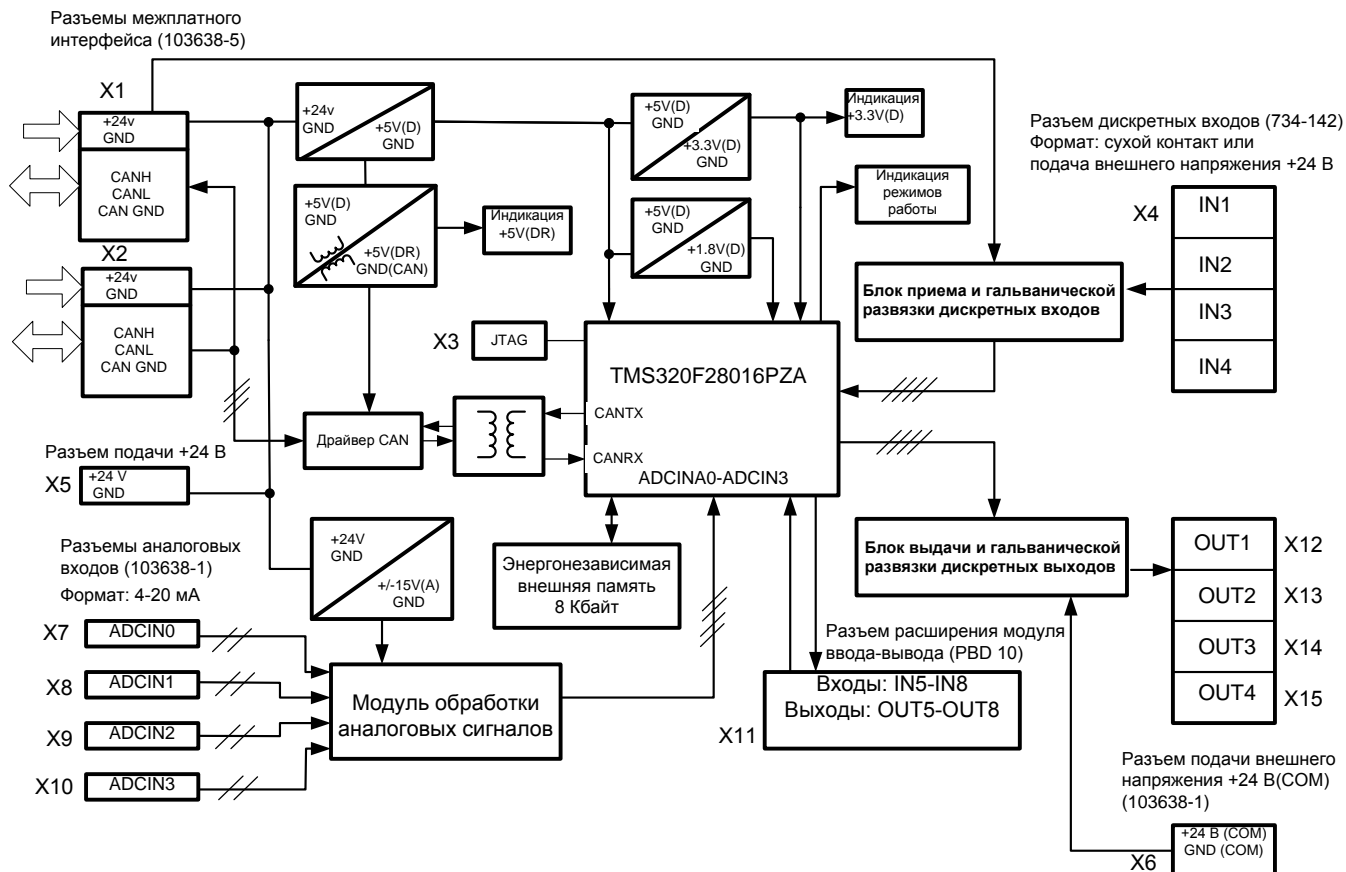 Разъемы межплатного
интерфейса (103638-5)
X1
+24v
GND
CANH
CANL
CAN GND
X2
+24v
GND
CANH
CANL
CAN GND
Разъем подачи +24 В
X5
+24 V
GND
Разъемы аналоговых
входов (103638-1)
Формат: 4-20 мА
X7
ADCIN0
X8
ADCIN1
X9
ADCIN2
X10
ADCIN3
+24v
GND
+5V(D)
GND
+5V(D)
GND
+5V(DR)
GND(CAN)
Индикация
+5V(DR)
+5V(D)
GND
+3.3V(D)
GND
Индикация
+3.3V(D)
+5V(D)
GND
+1.8V(D)
GND
Индикация
режимов
работы
X3
JTAG
TMS320F28016PZA
CANTX
CANRX
ADCINA0-ADCIN3
Драйвер CAN
+24V
GND
+/-15V(A)
GND
Энергонезависимая
внешняя память
8 Кбайт
Модуль обработки
аналоговых сигналов
Разъем расширения модуля
ввода-вывода (PBD 10)
Входы: IN5-IN8
Выходы: OUT5-OUT8
X11
Разъем дискретных входов (734-142)
Формат: сухой контакт или
подача внешнего напряжения +24 В
X4
IN1
IN2
IN3
IN4
Блок приема и гальванической
развязки дискретных входов
Блок выдачи и гальванической
развязки дискретных выходов
OUT1
X12
OUT2
X13
OUT3
X14
OUT4
X15
Разъем подачи внешнего
напряжения +24 В(COM)
(103638-1)
+24 В (COM)
GND (COM)
X6